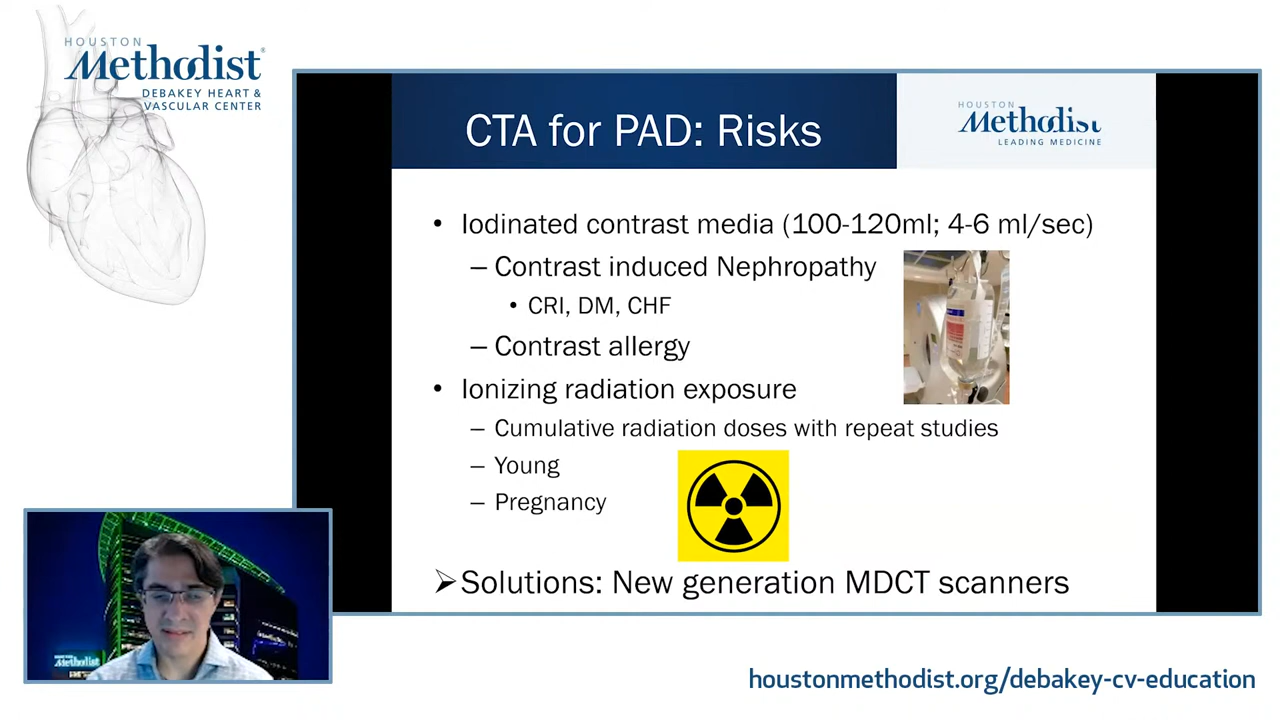 HOUSTON
Methodist
DEBAKEY HEART &
VASCULAR CENTER
CTA for PAD: Risks
HOUSTON
Methodist
LEADING MEDICINE
• Iodinated contrast media (100-120ml; 4-6 ml/sec)
– Contrast induced Nephropathy
• CRI, DM, CHF
– Contrast allergy
• Ionizing radiation exposure
– Cumulative radiation doses with repeat studies
– Young
– Pregnancy
➢Solutions: New generation MDCT scanners
Methodist
houstonmethodist.org/debakey-cv-education